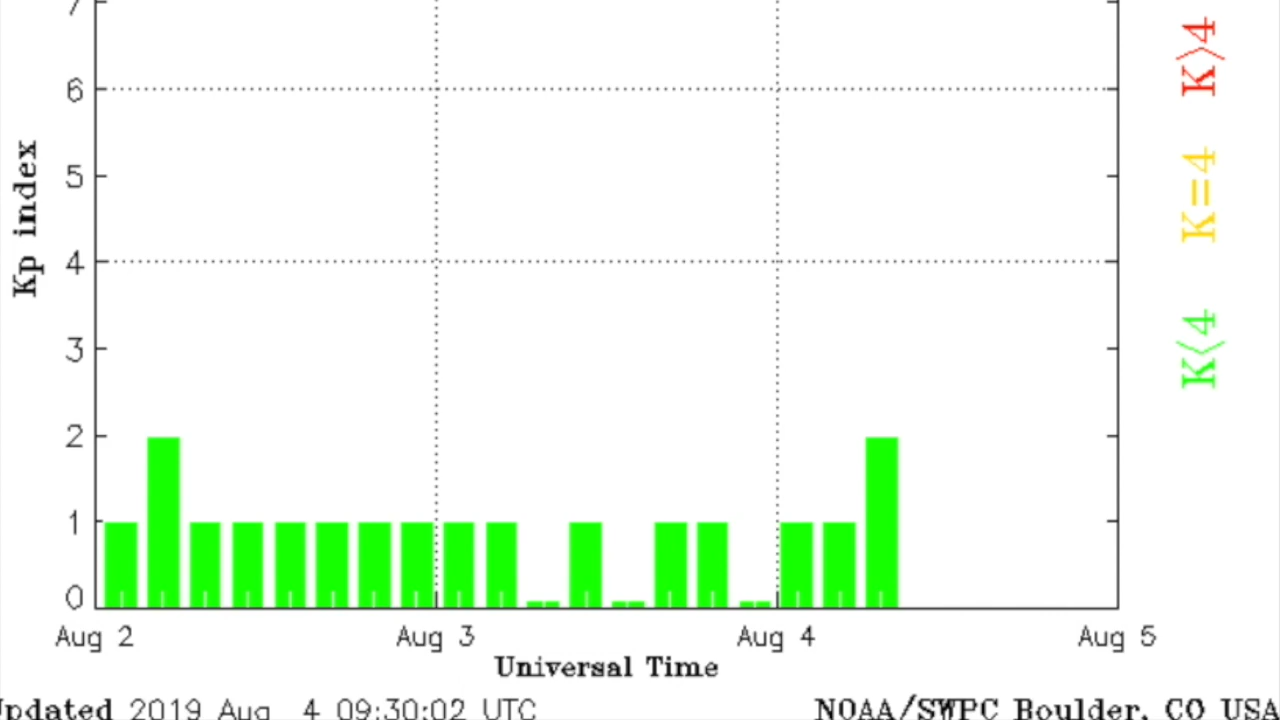 7
6
5
4
3
2
1
0
Kp index
K>4
K=4
K<4
Aug 2 Aug 3 Aug 4 Aug 5
Universal Time
Updated 2019 Aug 4 09:30:02 UTC NOAA/SWPC Boulder, CO USA